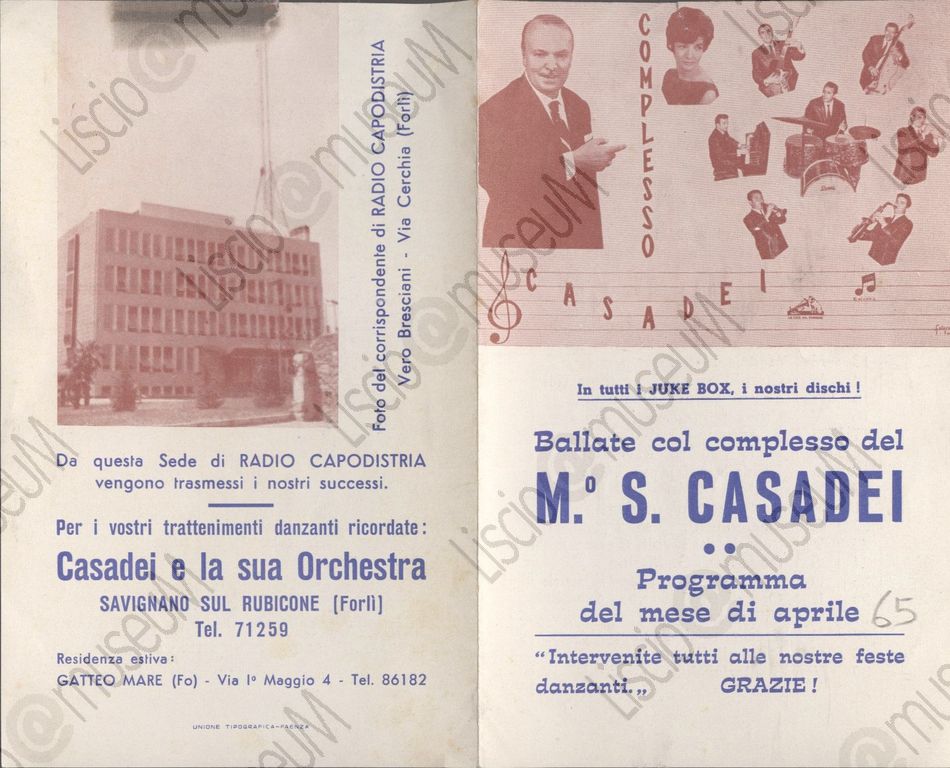 Foto del corrispondente di RADIO CAPODISTRIA
Vero Bresciani - Via Cerchia (Forlì)
Da questa Sede di RADIO CAPODISTRIA
vengono trasmessi i nostri successi.
Per i vostri trattenimenti danzanti ricordate:
Casadei e la sua Orchestra
SAVIGNANO SUL RUBICONE (Forlì)
Tel. 71259
Residenza estiva:
GATTEO MARE (Fo) - Via Iº Maggio 4 - Tel. 86182
UNIONE TIPOGRAFICA-FAENZA
COMPLESSO
CASADEI
In tutti i JUKE BOX, i nostri dischi !
Ballate col complesso del
M.º S. CASADEI
Programma
del mese di aprile 65
“Intervenite tutti alle nostre feste
danzanti.„ GRAZIE !
Liscio@museuM